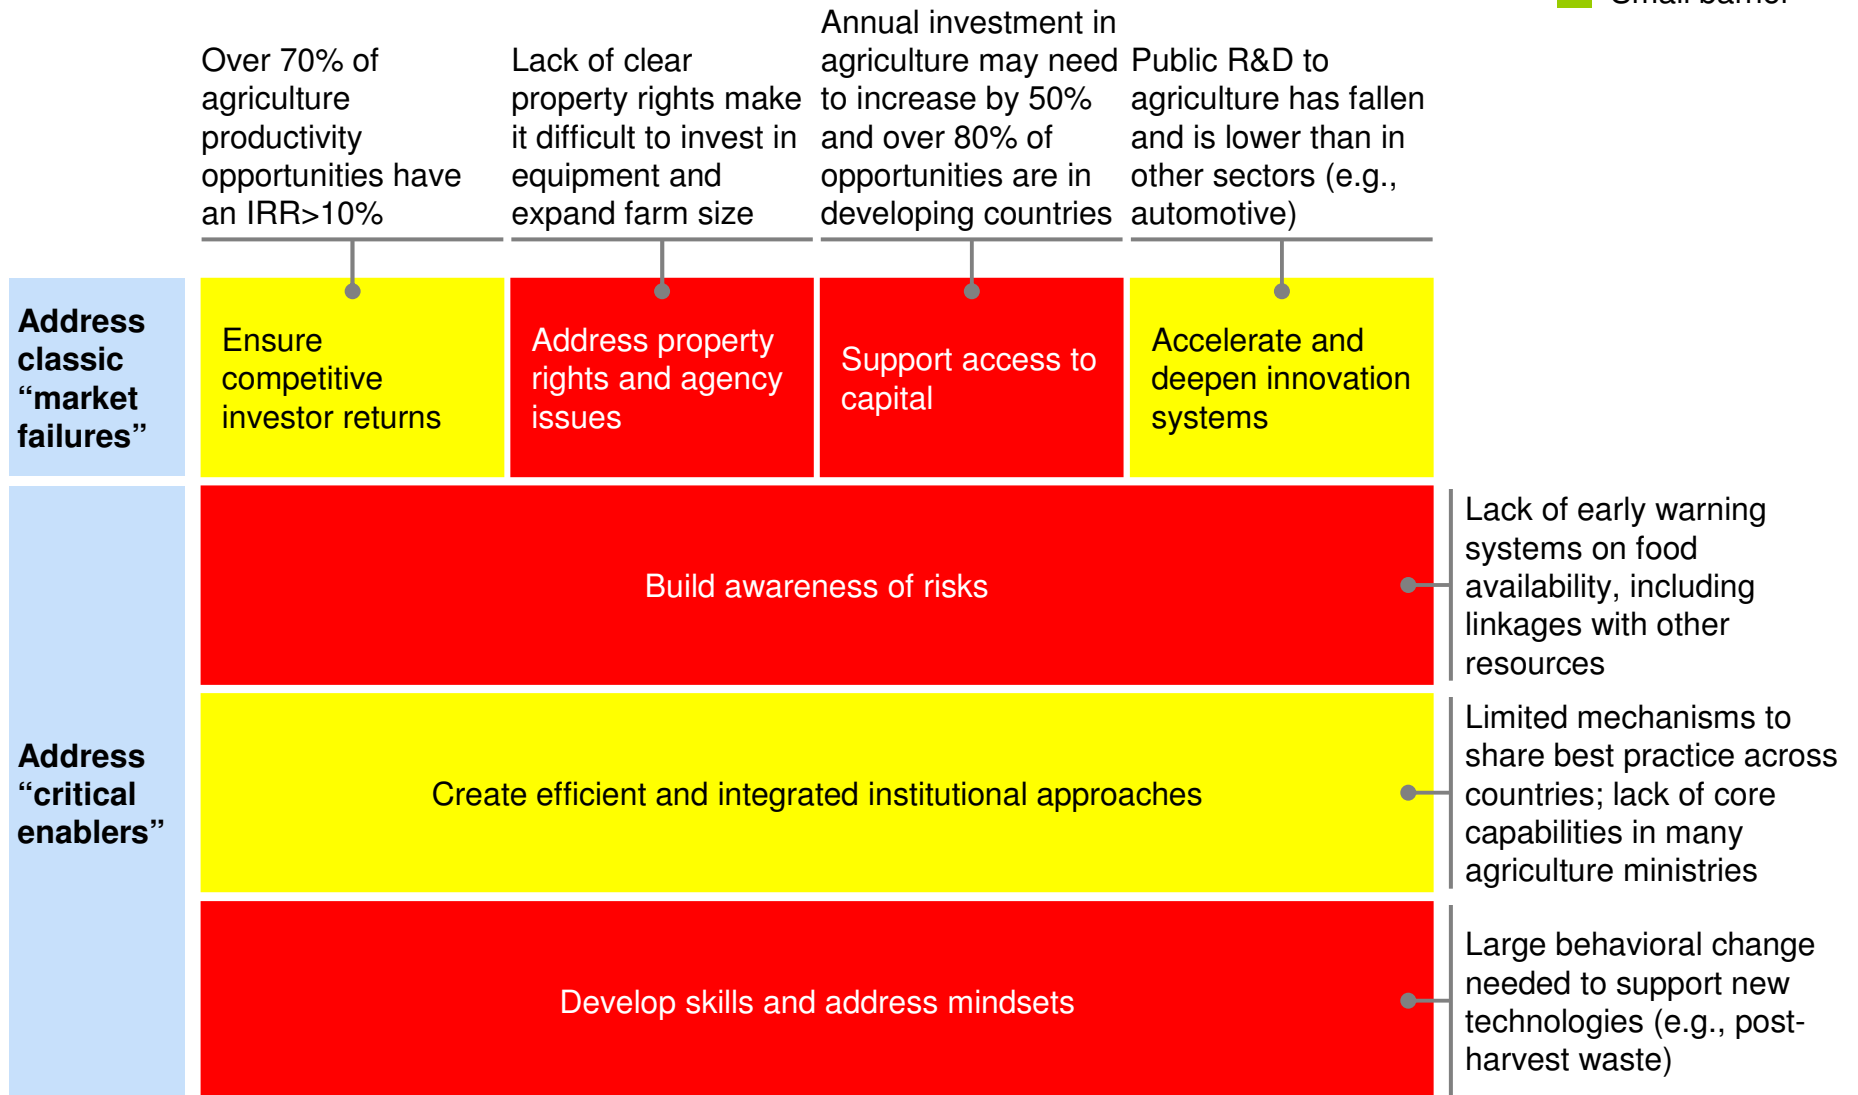 Small barrier
Over 70% of
agriculture
productivity
opportunities have
an IRR>10%
Lack of clear
property rights make
it difficult to invest in
equipment and
expand farm size
Annual investment in
agriculture may need
to increase by 50%
and over 80% of
opportunities are in
developing countries
Public R&D to
agriculture has fallen
and is lower than in
other sectors (e.g.,
automotive)
Address
classic
“market
failures”
Ensure
competitive
investor returns
Address property
rights and agency
issues
Support access to
capital
Accelerate and
deepen innovation
systems
Address
“critical
enablers”
Build awareness of risks
Lack of early warning
systems on food
availability, including
linkages with other
resources
Create efficient and integrated institutional approaches
Limited mechanisms to
share best practice across
countries; lack of core
capabilities in many
agriculture ministries
Develop skills and address mindsets
Large behavioral change
needed to support new
technologies (e.g., post-
harvest waste)